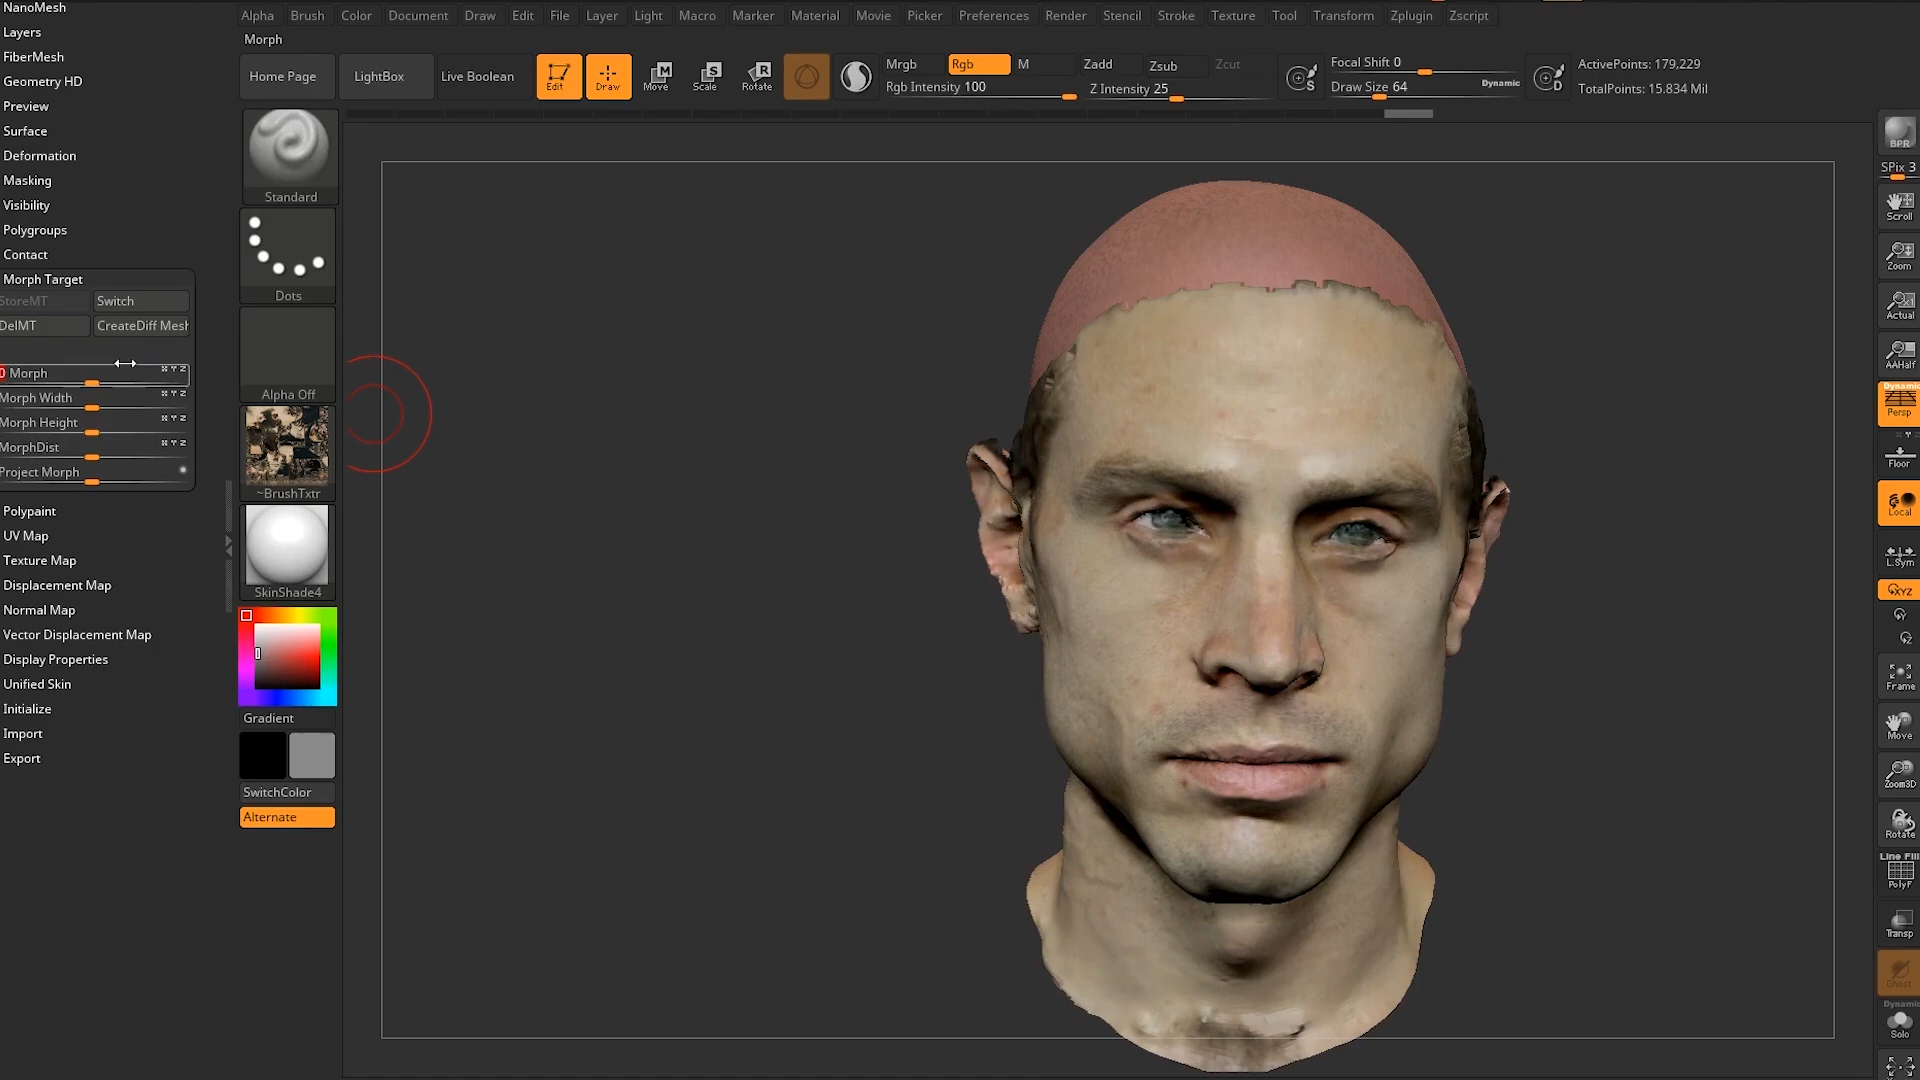 NanoMesh
Layers
FiberMesh
Geometry HD
Preview
Surface
Deformation
Masking
Visibility
Polygroups
Contact
Morph Target
StoreMT Switch
DelMT CreateDiff Mesh
0 Morph X Y Z
Morph Width X Y Z
Morph Height X Y Z
MorphDist X Y Z
Project Morph
Polypaint
UV Map
Texture Map
Displacement Map
Normal Map
Vector Displacement Map
Display Properties
Unified Skin
Initialize
Import
Export
Alpha Brush Color Document Draw Edit File Layer Light Macro Marker Material Movie Picker Preferences Render Stencil Stroke Texture Tool Transform Zplugin Zscript
Morph
Home Page LightBox Live Boolean
Edit Draw Move Scale Rotate
M S R
Mrgb Rgb M Zadd Zsub Zcut
Rgb Intensity 100 Z Intensity 25
S
Focal Shift 0
Draw Size 64 Dynamic
D
ActivePoints: 179,229
TotalPoints: 15.834 Mil
Standard
Dots
Alpha Off
~BrushTxtr
SkinShade4
Gradient
SwitchColor
Alternate
BPR
SPix 3
Scroll
Zoom
Actual
AAHalf
Dynamic
Persp
Floor
Local
L.Sym
XYZ
Y
Z
Frame
Move
Zoom3D
Rotate
Line Fill
PolyF
Transp
Ghost
Dynamic
Solo